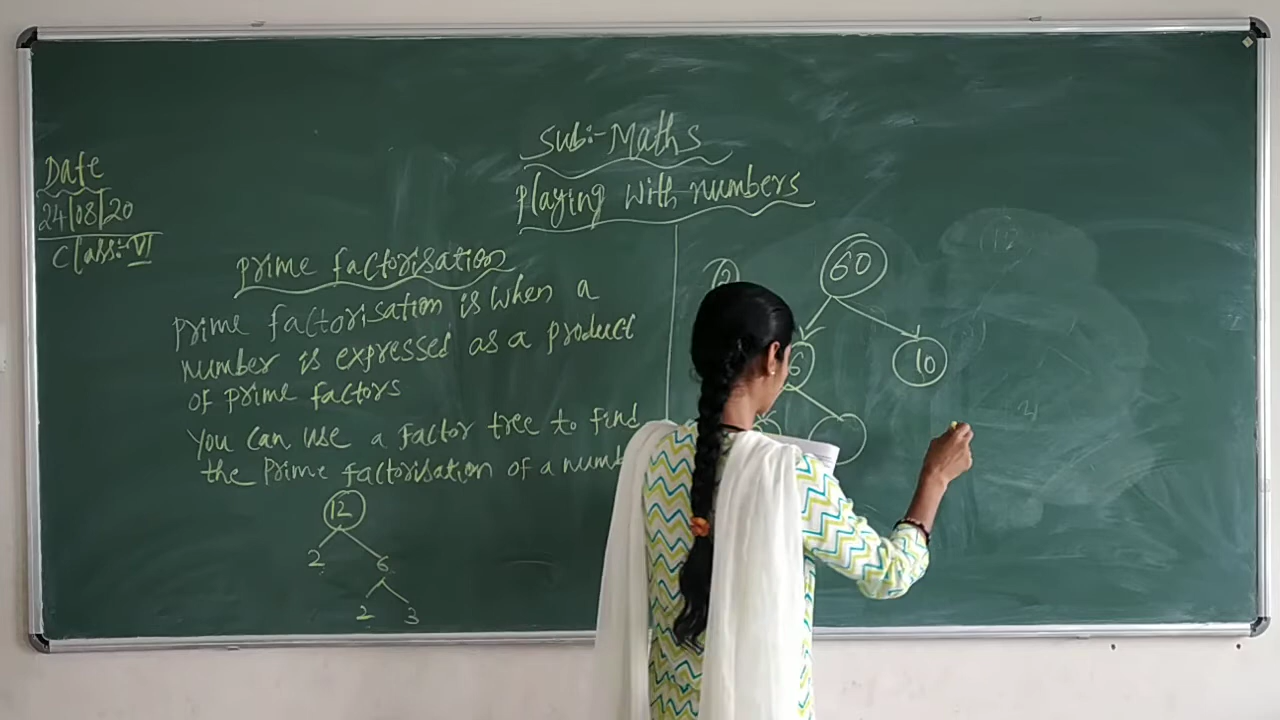 Sub:- Maths
Playing with numbers
Date
24/08/20
Class:- VI
Prime factorisation
Prime factorisation is when a
number is expressed as a product
of prime factors
You can use a factor tree to find
the Prime factorisation of a numb
12
2 6
2 3
60
6 10